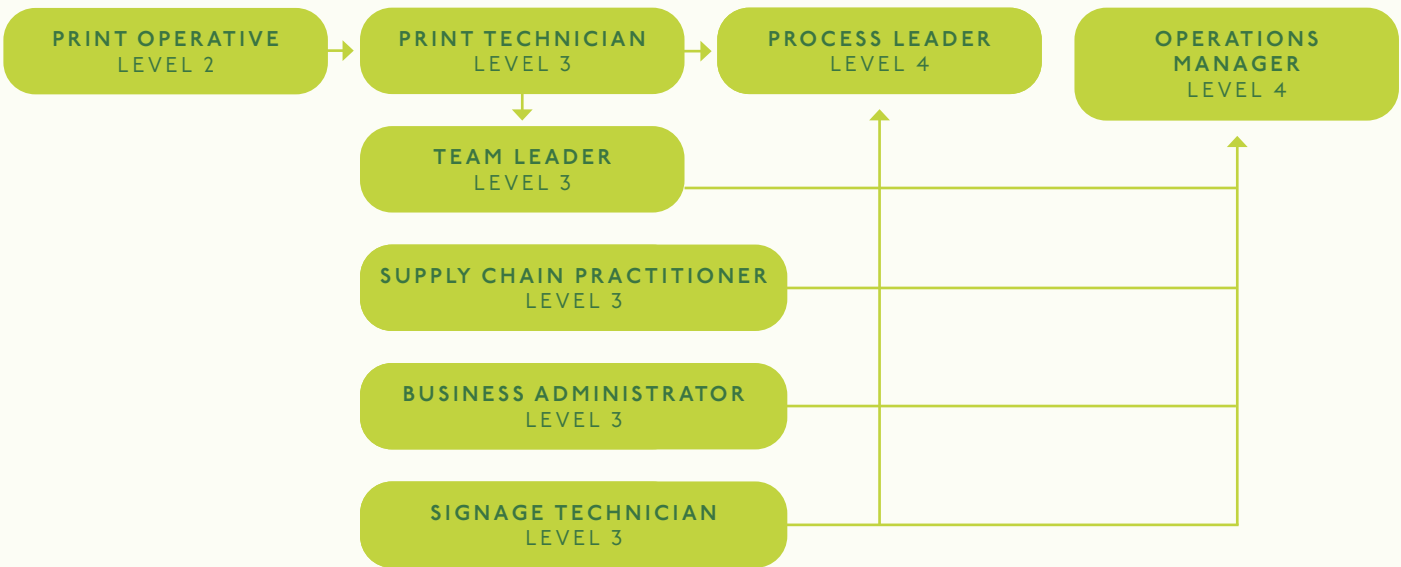 PRINT OPERATIVE
LEVEL 2
PRINT TECHNICIAN
LEVEL 3
PROCESS LEADER
LEVEL 4
OPERATIONS
MANAGER
LEVEL 4
TEAM LEADER
LEVEL 3
SUPPLY CHAIN PRACTITIONER
LEVEL 3
BUSINESS ADMINISTRATOR
LEVEL 3
SIGNAGE TECHNICIAN
LEVEL 3